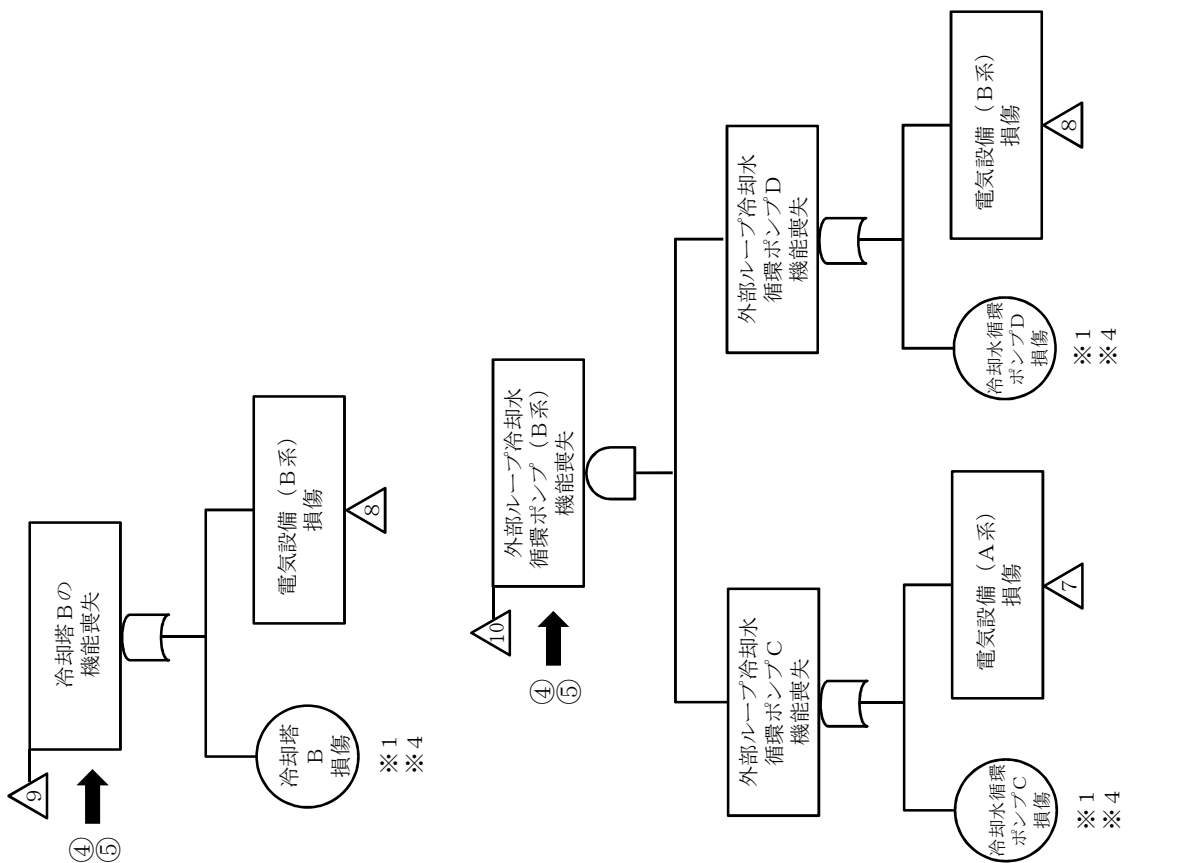 9
④
⑤
冷却塔Bの
機能喪失
冷却塔
B
損傷
※1
※4
電気設備（B系）
損傷
8
10
④
⑤
外部ループ冷却水
循環ポンプ（B系）
機能喪失
外部ループ冷却水
循環ポンプC
機能喪失
冷却水循環
ポンプC
損傷
※1
※4
電気設備（A系）
損傷
7
外部ループ冷却水
循環ポンプD
機能喪失
冷却水循環
ポンプD
損傷
※1
※4
電気設備（B系）
損傷
8